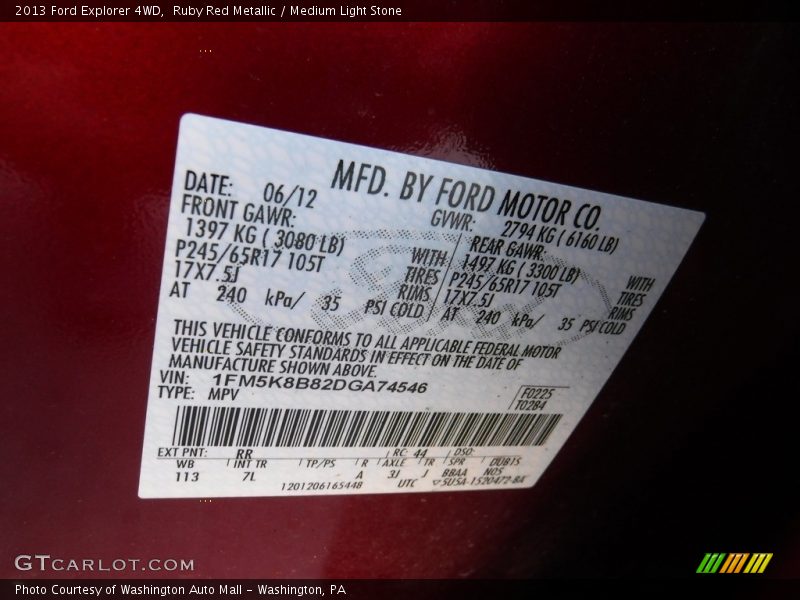 2013 Ford Explorer 4WD, Ruby Red Metallic / Medium Light Stone
MFD. BY FORD MOTOR CO.
DATE: 06/12 GVWR: 2794 KG ( 6160 LB)
FRONT GAWR: REAR GAWR:
1397 KG ( 3080 LB) WITH 1497 KG ( 3300 LB) WITH
P245/65R17 105T TIRES P245/65R17 105T TIRES
17X7.5J RIMS 17X7.5J RIMS
AT 240 kPa/ 35 PSI COLD AT 240 kPa/ 35 PSI COLD
THIS VEHICLE CONFORMS TO ALL APPLICABLE FEDERAL MOTOR
VEHICLE SAFETY STANDARDS IN EFFECT ON THE DATE OF
MANUFACTURE SHOWN ABOVE.
VIN: 1FM5K8B82DGA74546
TYPE: MPV
F0225
T0284
EXT PNT: RR RC: 44 DSO:
WB INT TR TP/PS R AXLE TR SPR DUB15
113 7L A 3J J BBAA NOS
1201206165448 UTC 5U5A-1520472-BA
Ford
GTCARLOT.COM
Photo Courtesy of Washington Auto Mall - Washington, PA